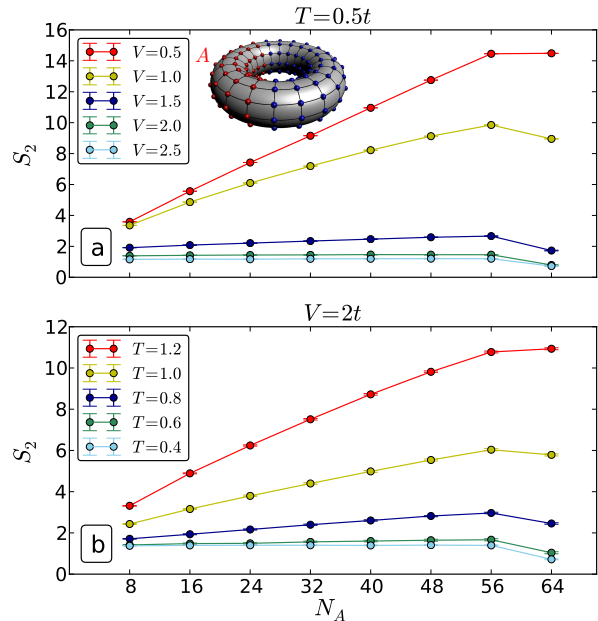 T=0.5t
16
14
12
10
8
6
4
2
0
S₂
V=0.5
V=1.0
V=1.5
V=2.0
V=2.5
A
a
V=2t
12
10
8
6
4
2
0
S₂
T=1.2
T=1.0
T=0.8
T=0.6
T=0.4
b
8 16 24 32 40 48 56 64
N_A